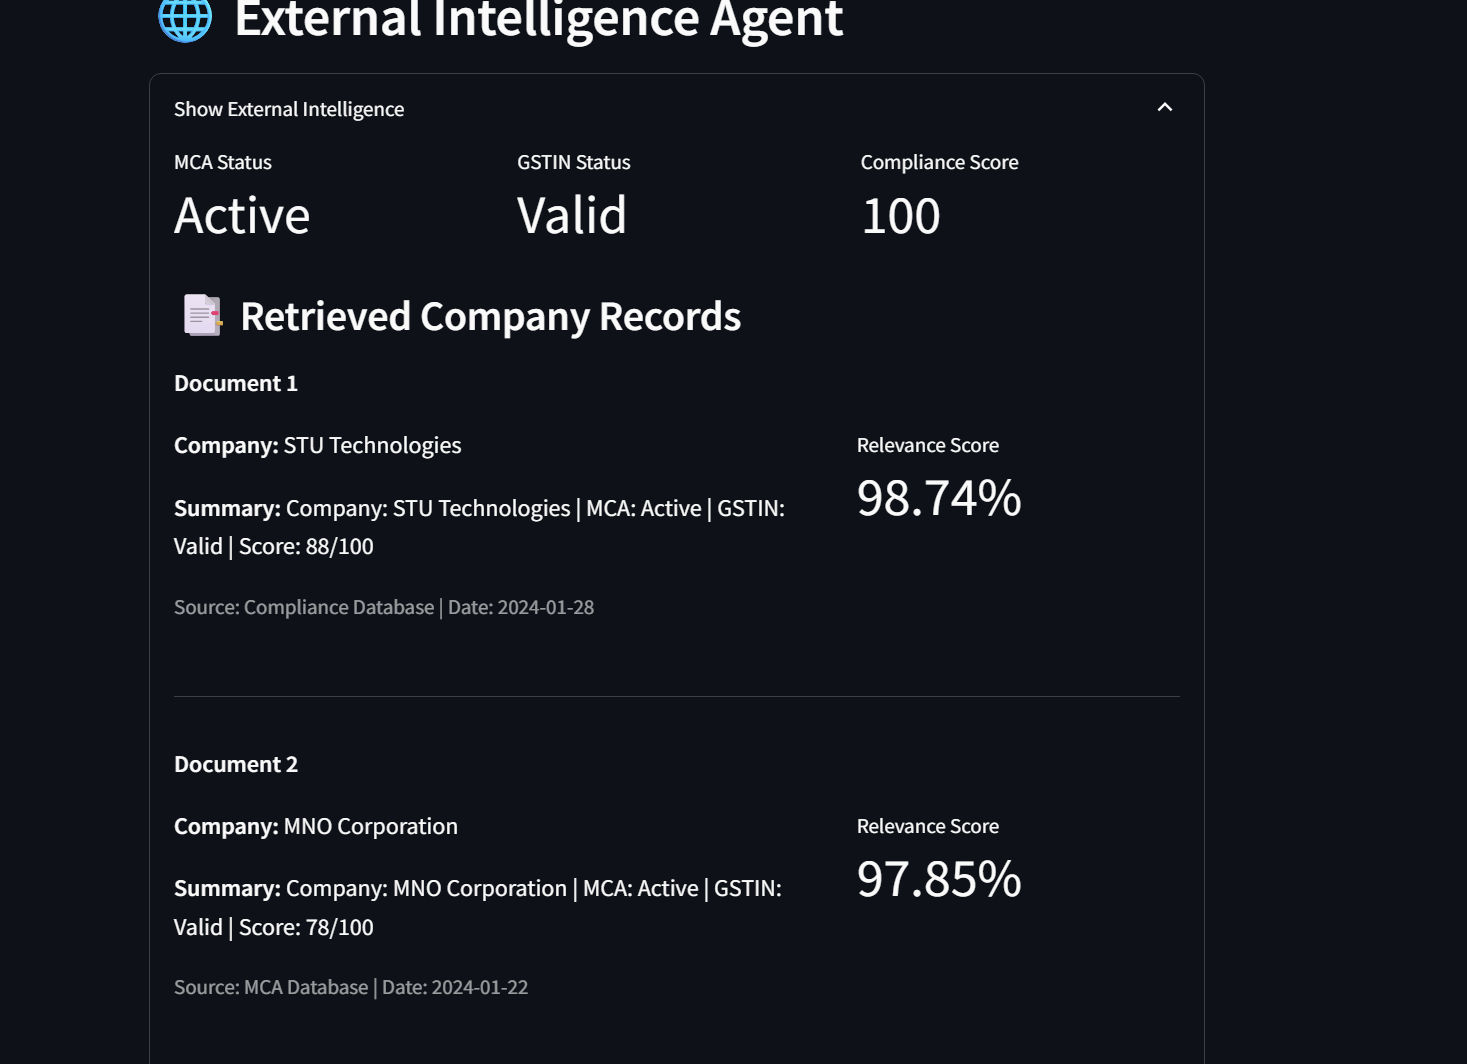 External Intelligence Agent
Show External Intelligence
MCA Status
GSTIN Status
Compliance Score
Active
Valid
100
Retrieved Company Records
Document 1
Company: STU Technologies
Relevance Score
98.74%
Summary: Company: STU Technologies | MCA: Active | GSTIN:
Valid | Score: 88/100
Source: Compliance Database | Date: 2024-01-28
Document 2
Company: MNO Corporation
Relevance Score
97.85%
Summary: Company: MNO Corporation | MCA: Active | GSTIN:
Valid | Score: 78/100
Source: MCA Database | Date: 2024-01-22